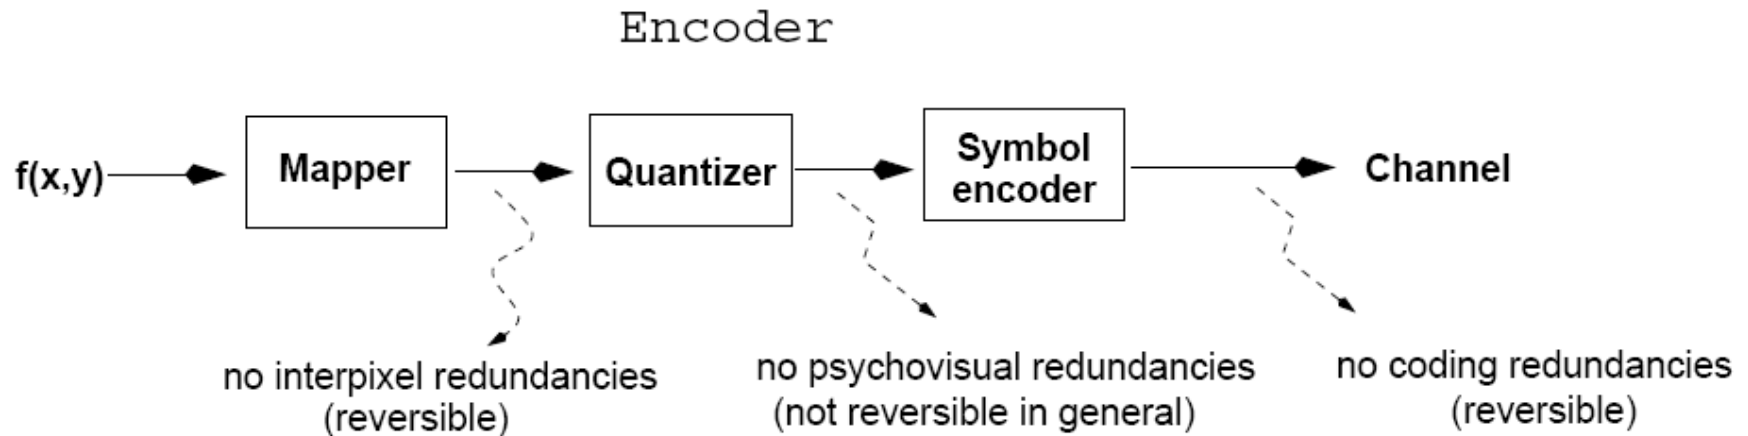 Encoder
f(x,y)
Mapper
Quantizer
Symbol
encoder
Channel
no interpixel redundancies
(reversible)
no psychovisual redundancies
(not reversible in general)
no coding redundancies
(reversible)